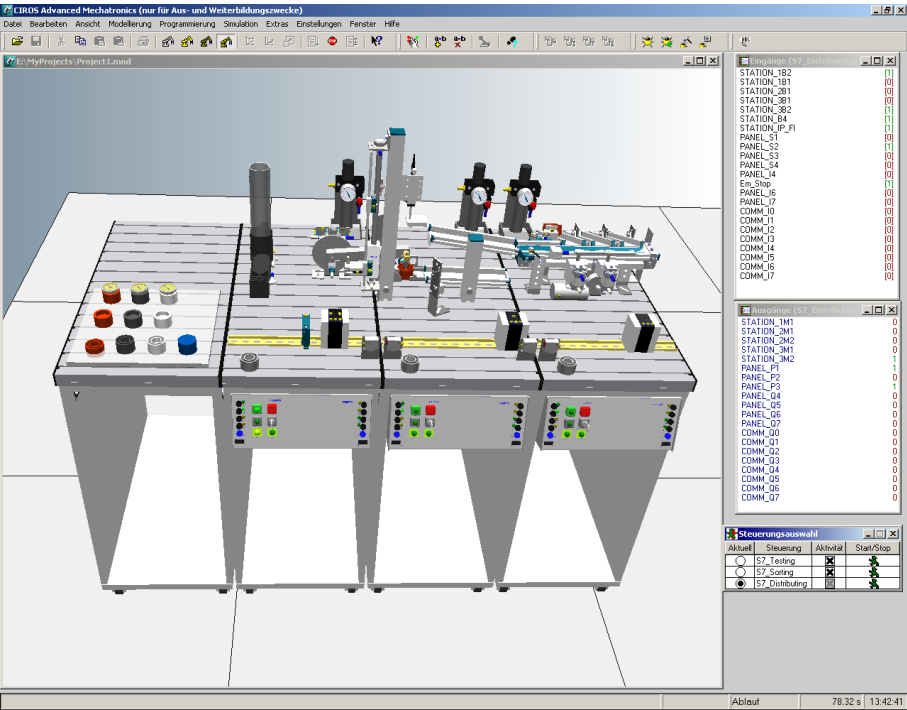 CIROS Advanced Mechatronics (nur für Aus- und Weiterbildungszwecke)
Datei Bearbeiten Ansicht Modellierung Programmierung Simulation Extras Einstellungen Fenster Hilfe
E:\MyProjects\Project1.mod
Eingänge (S7_Distributing)
STATION_1B2 [1]
STATION_1B1 [0]
STATION_2B1 [0]
STATION_3B1 [0]
STATION_3B2 [1]
STATION_B4 [1]
STATION_IP_FI [1]
PANEL_S1 [0]
PANEL_S2 [1]
PANEL_S3 [0]
PANEL_S4 [0]
PANEL_I4 [0]
Em_Stop [1]
PANEL_I6 [0]
PANEL_I7 [0]
COMM_I0 [0]
COMM_I1 [0]
COMM_I2 [0]
COMM_I3 [0]
COMM_I4 [0]
COMM_I5 [0]
COMM_I6 [0]
COMM_I7 [0]
Ausgänge (S7_Distributi
STATION_1M1 0
STATION_2M1 0
STATION_2M2 0
STATION_3M1 0
STATION_3M2 1
PANEL_P1 1
PANEL_P2 0
PANEL_P3 1
PANEL_Q4 0
PANEL_Q5 0
PANEL_Q6 0
PANEL_Q7 0
COMM_Q0 0
COMM_Q1 0
COMM_Q2 0
COMM_Q3 0
COMM_Q4 0
COMM_Q5 0
COMM_Q6 0
COMM_Q7 0
Steuerungsauswahl
Aktuell Steuerung Aktivität Start/Stop
S7_Testing
S7_Sorting
S7_Distributing
Ablauf 78.32 s 13:42:41